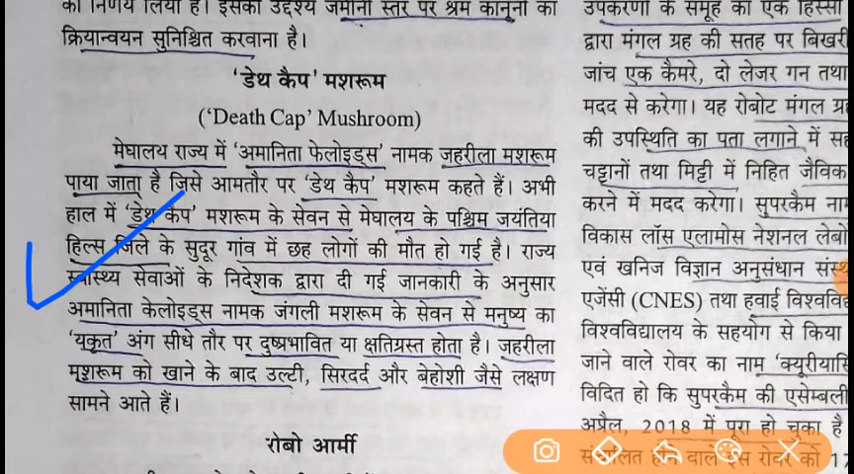 का निर्णय लिया है। इसका उद्देश्य जमीनी स्तर पर श्रम कानूनों का
क्रियान्वयन सुनिश्चित करवाना है।
'डेथ कैप' मशरूम
('Death Cap' Mushroom)
मेघालय राज्य में 'अमानिता फेलोइड्स' नामक जहरीला मशरूम
पाया जाता है जिसे आमतौर पर 'डेथ कैप' मशरूम कहते हैं। अभी
हाल में 'डेथ कैप' मशरूम के सेवन से मेघालय के पश्चिम जयंतिया
हिल्स जिले के सुदूर गांव में छह लोगों की मौत हो गई है। राज्य
स्वास्थ्य सेवाओं के निदेशक द्वारा दी गई जानकारी के अनुसार
अमानिता केलोइड्स नामक जंगली मशरूम के सेवन से मनुष्य का
'यकृत' अंग सीधे तौर पर दुष्प्रभावित या क्षतिग्रस्त होता है। जहरीला
मशरूम को खाने के बाद उल्टी, सिरदर्द और बेहोशी जैसे लक्षण
सामने आते हैं।
रोबो आर्मी
उपकरणों के समूह का एक हिस्सा
द्वारा मंगल ग्रह की सतह पर बिखरी
जांच एक कैमरे, दो लेजर गन तथा
मदद से करेगा। यह रोबोट मंगल
की उपस्थिति का पता लगाने में
चट्टानों तथा मिट्टी में निहित जैविक
करने में मदद करेगा। सुपरकैम
विकास लॉस एलामोस नेशनल
एवं खनिज विज्ञान अनुसंधान
एजेंसी (CNES) तथा हवाई
विश्वविद्यालय के सहयोग से किया
जाने वाले रोवर का नाम
विदित हो कि सुपरकैम की एसेम्बली
अप्रैल, 2018 में पूरा हो चुका है
वाले इस रोवर को